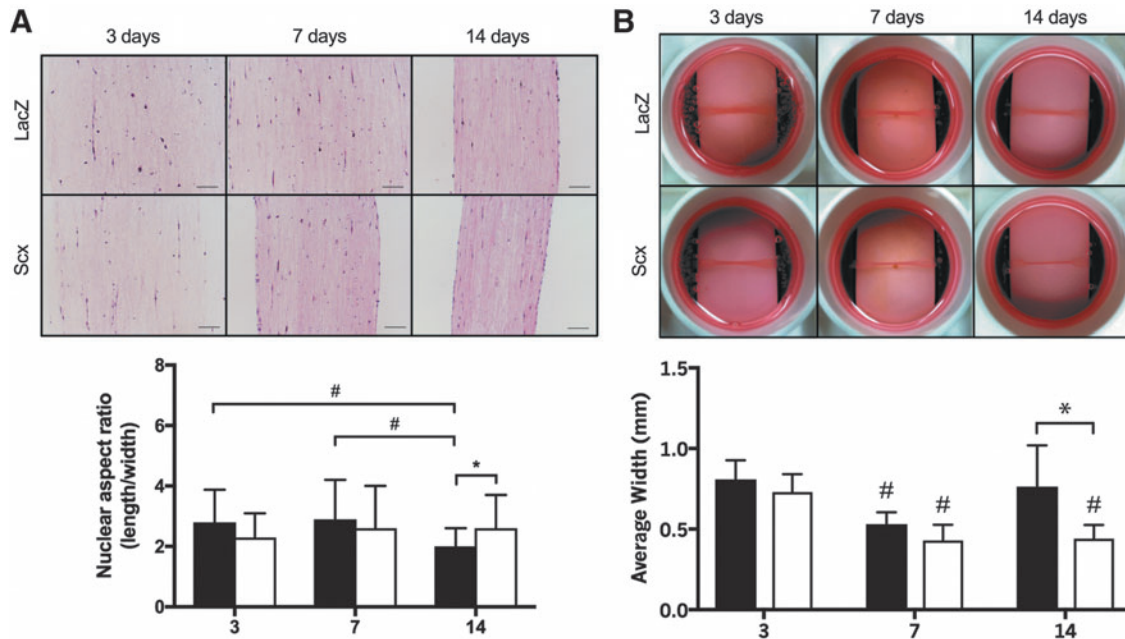 A
3 days 7 days 14 days
LacZ
Scx
Nuclear aspect ratio
(length/width)
8
6
4
2
0
#
#
*
3 7 14
B
3 days 7 days 14 days
LacZ
Scx
Average Width (mm)
1.5
1.0
0.5
0.0
*
# # #
3 7 14